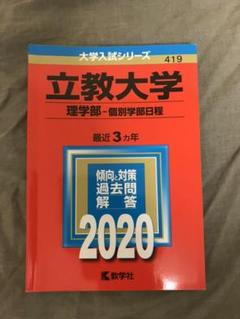 大学入試シリーズ 419
立教大学
理学部-個別学部日程
最近3カ年
傾向と対策
過去問
解答
2020
教学社